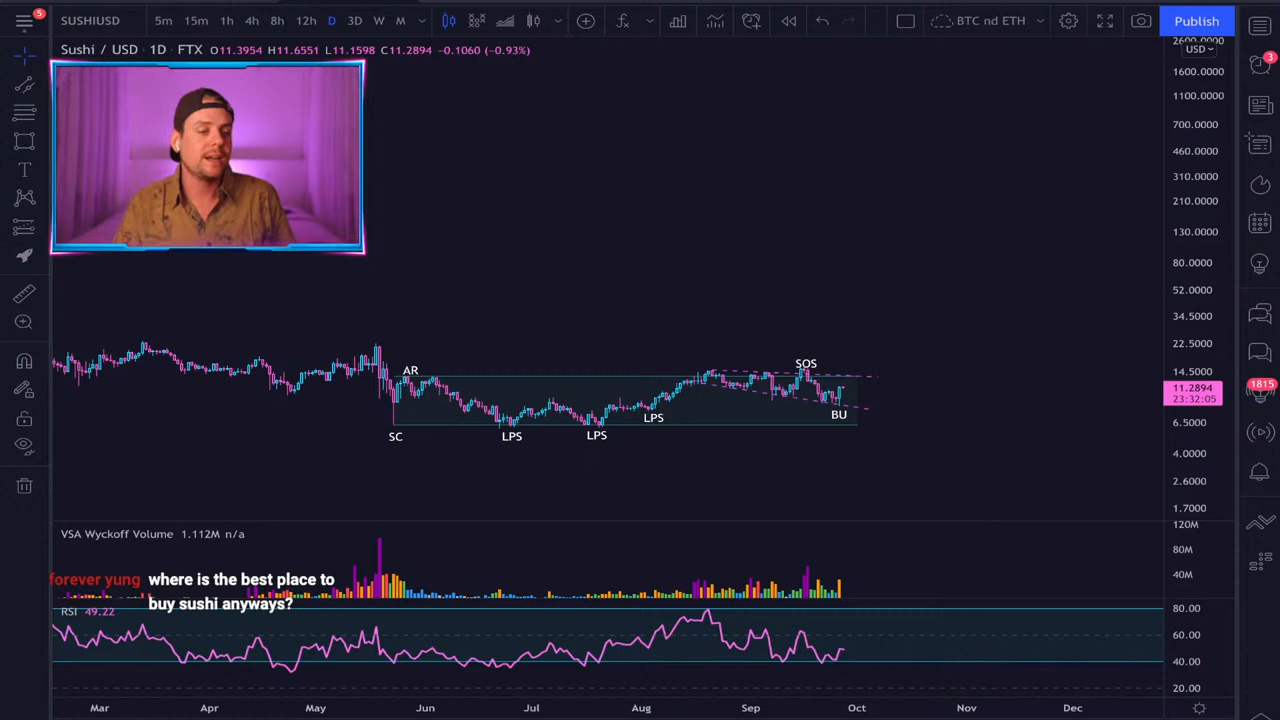 5
SUSHIUSD 5m 15m 1h 4h 8h 12h D 3D W M BTC nd ETH Publish
Sushi / USD · 1D · FTX O11.3954 H11.6551 L11.1598 C11.2894 -0.1060 (-0.93%)
2600.0000
USD
3
1600.0000
1100.0000
700.0000
460.0000
310.0000
210.0000
130.0000
80.0000
52.0000
34.5000
22.5000
14.5000
11.2894
23:32:05
1815
6.5000
4.0000
2.6000
1.7000
AR
SOS
BU
LPS
SC
LPS
LPS
VSA Wyckoff Volume 1.112M n/a
120M
80M
40M
forever yung where is the best place to
buy sushi anyways?
RSI 49.22
80.00
60.00
40.00
20.00
Mar Apr May Jun Jul Aug Sep Oct Nov Dec